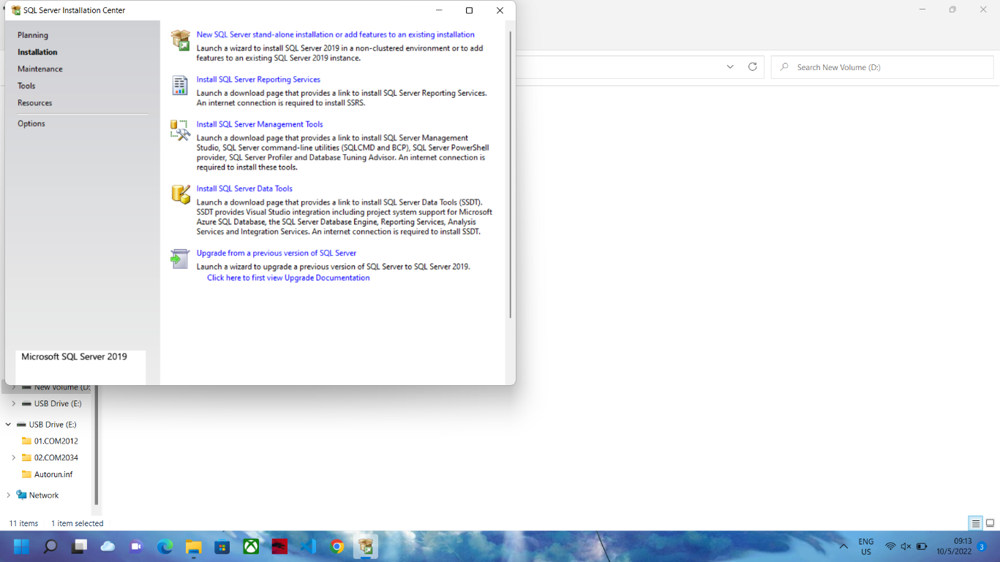 SQL Server Installation Center
Planning
Installation
Maintenance
Tools
Resources
Options
Microsoft SQL Server 2019
New SQL Server stand-alone installation or add features to an existing installation
Launch a wizard to install SQL Server 2019 in a non-clustered environment or to add
features to an existing SQL Server 2019 instance.
Install SQL Server Reporting Services
Launch a download page that provides a link to install SQL Server Reporting Services.
An internet connection is required to install SSRS.
Install SQL Server Management Tools
Launch a download page that provides a link to install SQL Server Management
Studio, SQL Server command-line utilities (SQLCMD and BCP), SQL Server PowerShell
provider, SQL Server Profiler and Database Tuning Advisor. An internet connection is
required to install these tools.
Install SQL Server Data Tools
Launch a download page that provides a link to install SQL Server Data Tools (SSDT).
SSDT provides Visual Studio integration including project system support for Microsoft
Azure SQL Database, the SQL Server Database Engine, Reporting Services, Analysis
Services and Integration Services. An internet connection is required to install SSDT.
Upgrade from a previous version of SQL Server
Launch a wizard to upgrade a previous version of SQL Server to SQL Server 2019.
Click here to first view Upgrade Documentation
Search New Volume (D:)
New Volume (D:
USB Drive (E:)
USB Drive (E:)
01.COM2012
02.COM2034
Autorun.inf
Network
11 items 1 item selected
ENG
US
09:13
10/5/2022
3